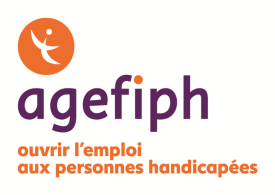 agefiph
ouvrir l'emploi
aux personnes handicapées